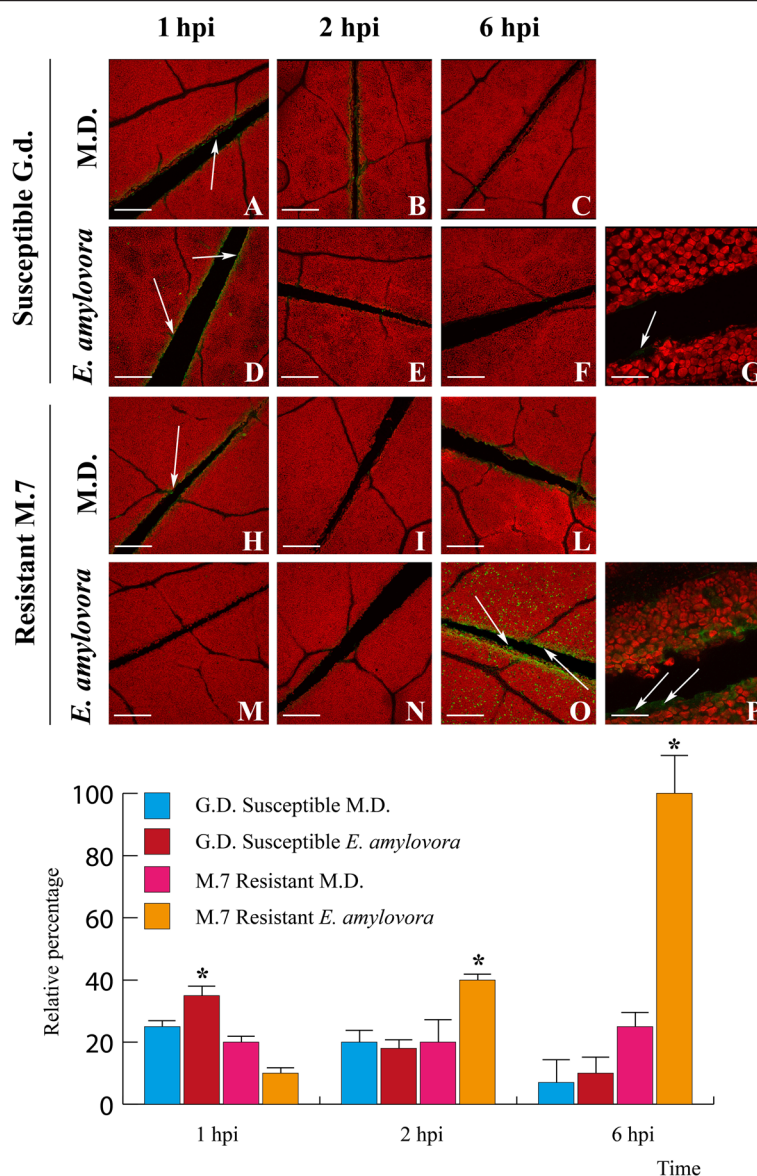 1 hpi 2 hpi 6 hpi
Susceptible G.d.
M.D.
A B C
E. amylovora
D E F G
Resistant M.7
M.D.
H I L
E. amylovora
M N O P
G.D. Susceptible M.D.
G.D. Susceptible E. amylovora
M.7 Resistant M.D.
M.7 Resistant E. amylovora
Relative percentage
100
80
60
40
20
0
* * *
1 hpi 2 hpi 6 hpi
Time